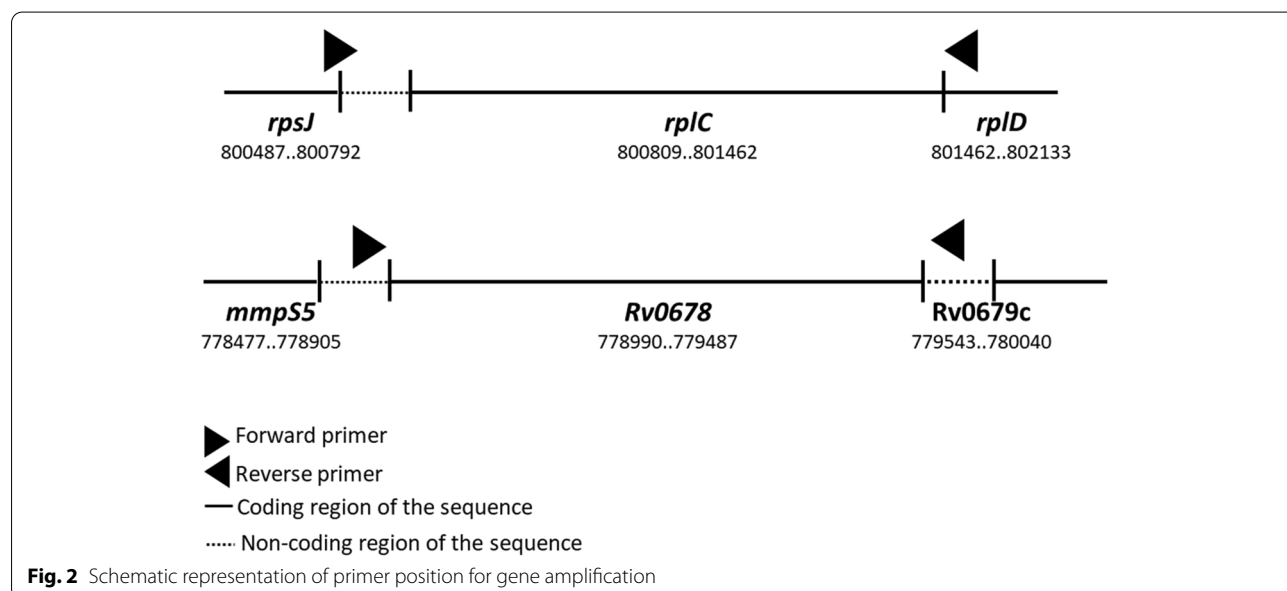 rpsJ rplC rplD
800487..800792 800809..801462 801462..802133
mmpS5 Rv0678 Rv0679c
778477..778905 778990..779487 779543..780040
Forward primer
Reverse primer
Coding region of the sequence
Non-coding region of the sequence
Fig. 2 Schematic representation of primer position for gene amplification